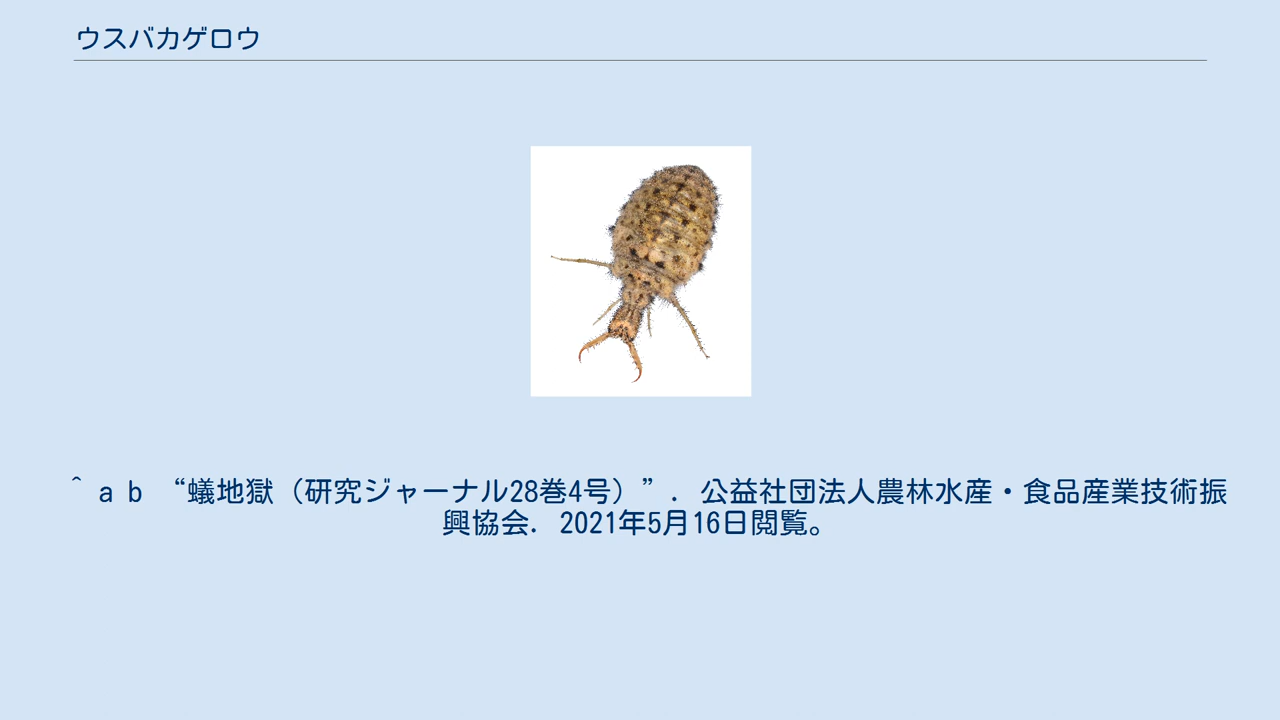 ウスバカゲロウ
^ a b “蟻地獄（研究ジャーナル28巻4号）”. 公益社団法人農林水産・食品産業技術振
興協会. 2021年5月16日閲覧。